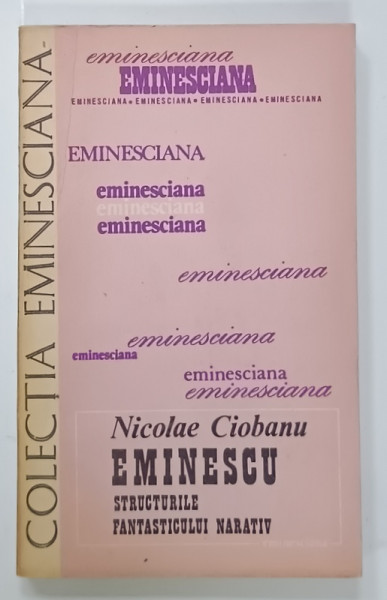 COLECȚIA EMINESCIANA-
eminesciana
EMINESCIANA
EMINESCIANA•EMINESCIANA•EMINESCIANA•EMINESCIANA
EMINESCIANA
eminesciana
eminesciana
eminesciana
eminesciana
eminesciana
eminesciana
eminesciana
eminesciana
Nicolae Ciobanu
EMINESCU
STRUCTURILE
FANTASTICULUI NARATIV